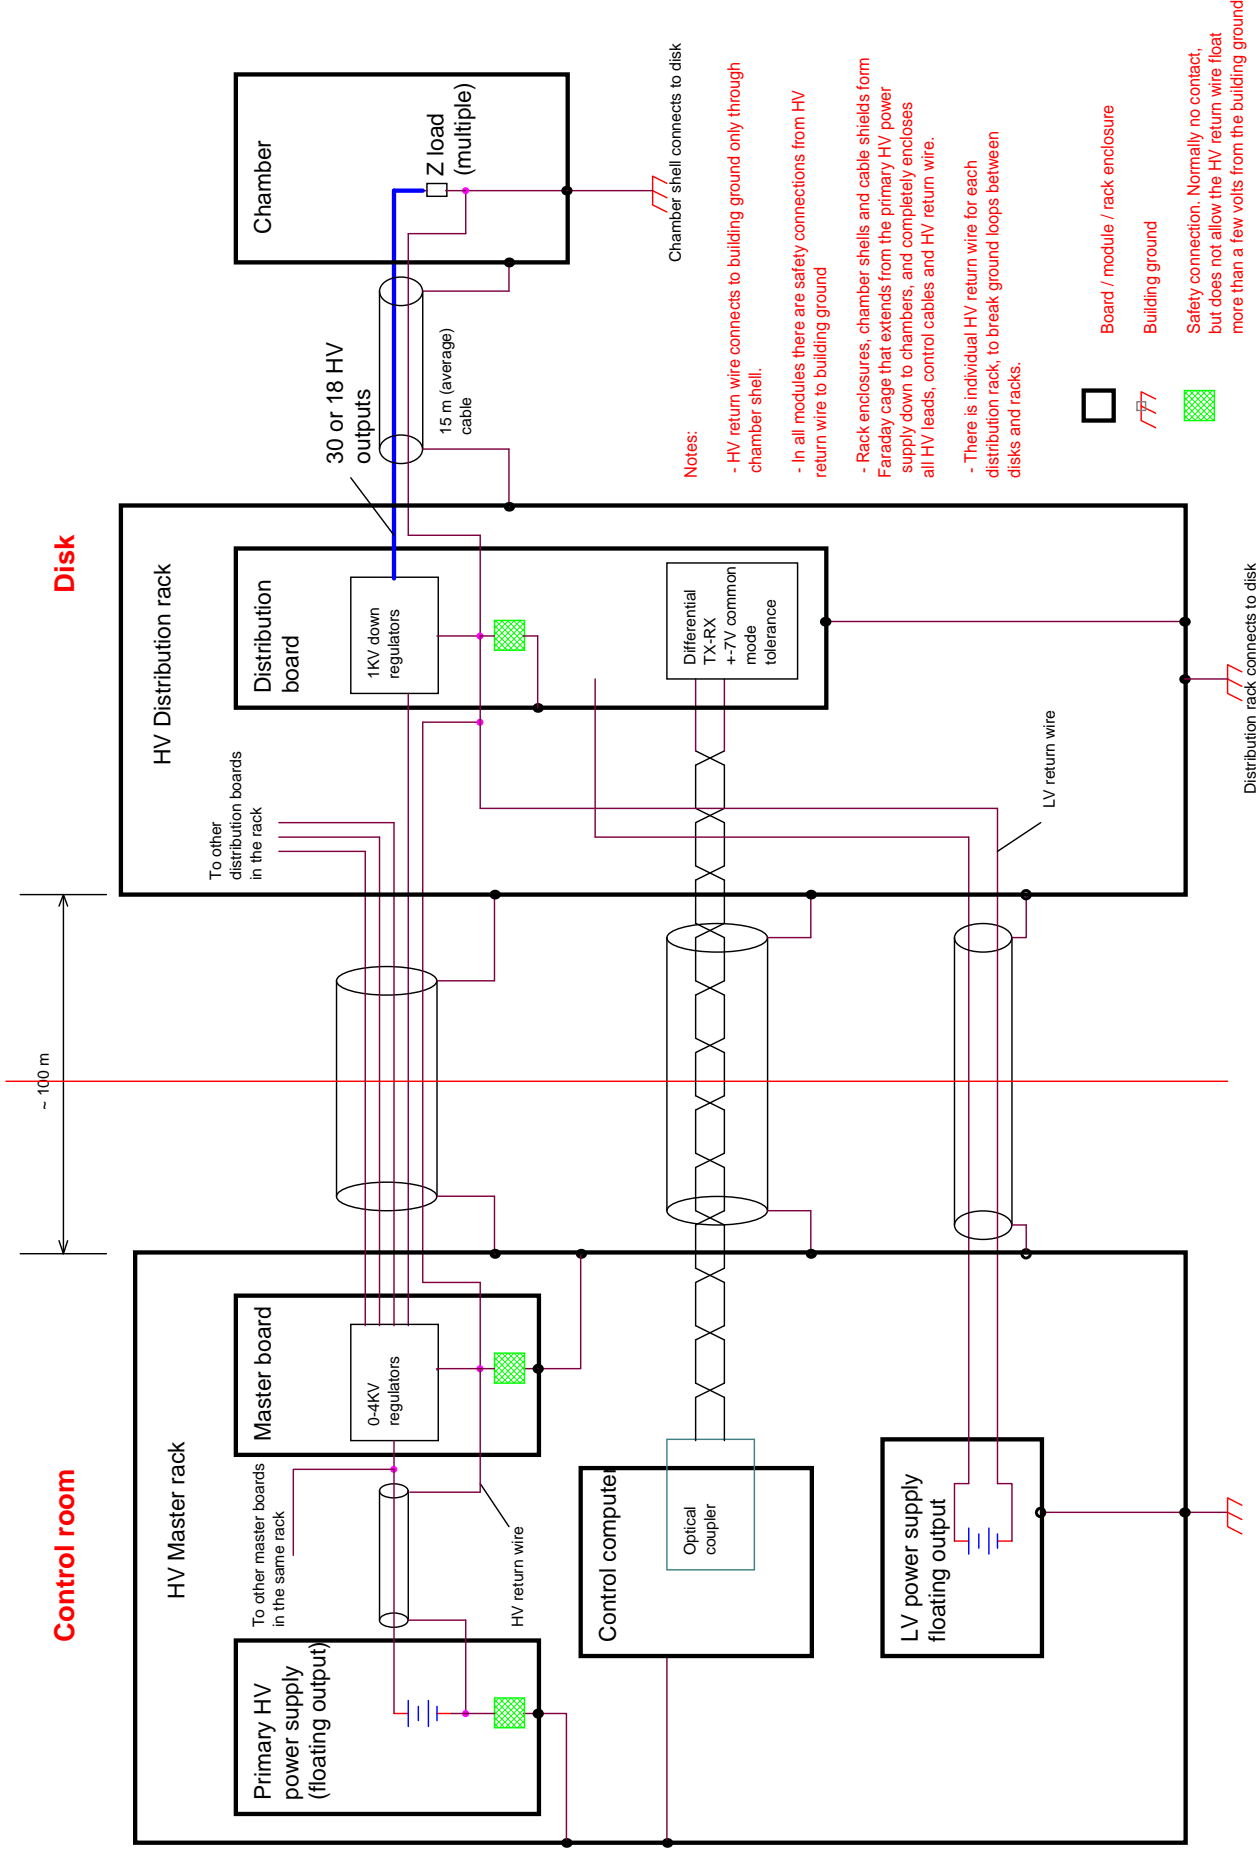 Control room
Disk
~ 100 m
HV Master rack
Primary HV
power supply
(floating output)
To other master boards
in the same rack
HV return wire
Master board
0-4KV
regulators
Control computer
Optical
coupler
LV power supply
floating output
HV Distribution rack
To other
distribution boards
in the rack
Distribution
board
1KV down
regulators
Differential
TX-RX
+-7V common
mode
tolerance
LV return wire
Distribution rack connects to disk
30 or 18 HV
outputs
15 m (average)
cable
Chamber
Z load
(multiple)
Chamber shell connects to disk
Notes:
- HV return wire connects to building ground only through
chamber shell.
- In all modules there are safety connections from HV
return wire to building ground
- Rack enclosures, chamber shells and cable shields form
Faraday cage that extends from the primary HV power
supply down to chambers, and completely encloses
all HV leads, control cables and HV return wire.
- There is individual HV return wire for each
distribution rack, to break ground loops between
disks and racks.
Board / module / rack enclosure
Building ground
Safety connection. Normally no contact,
but does not allow the HV return wire float
more than a few volts from the building ground